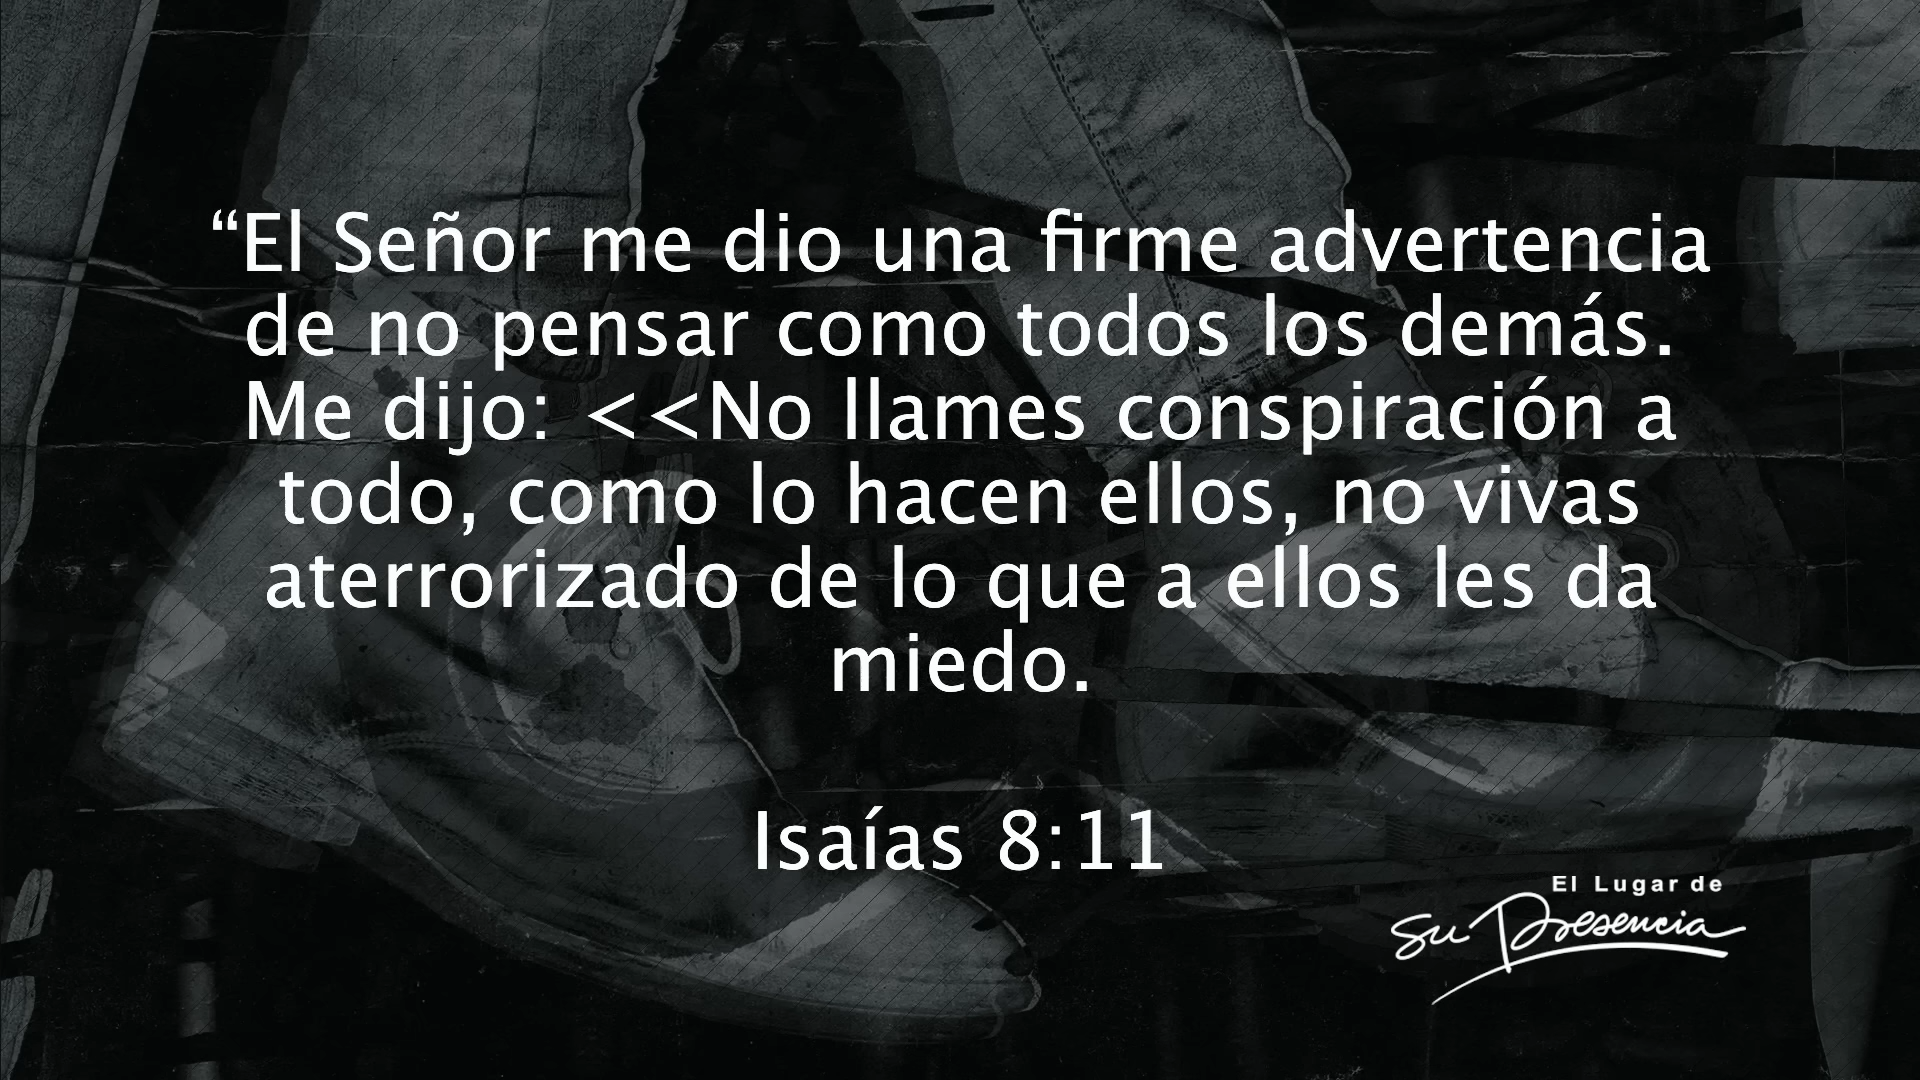 “El Señor me dio una firme advertencia
de no pensar como todos los demás.
Me dijo: <<No llames conspiración a
todo, como lo hacen ellos, no vivas
aterrorizado de lo que a ellos les da
miedo.
Isaías 8:11
El Lugar de
Su Presencia